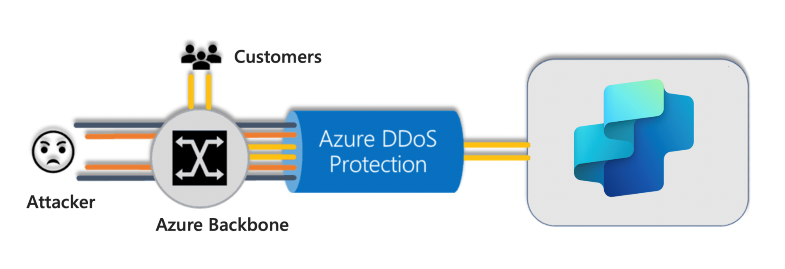 Customers
Azure DDoS
Protection
Attacker
Azure Backbone